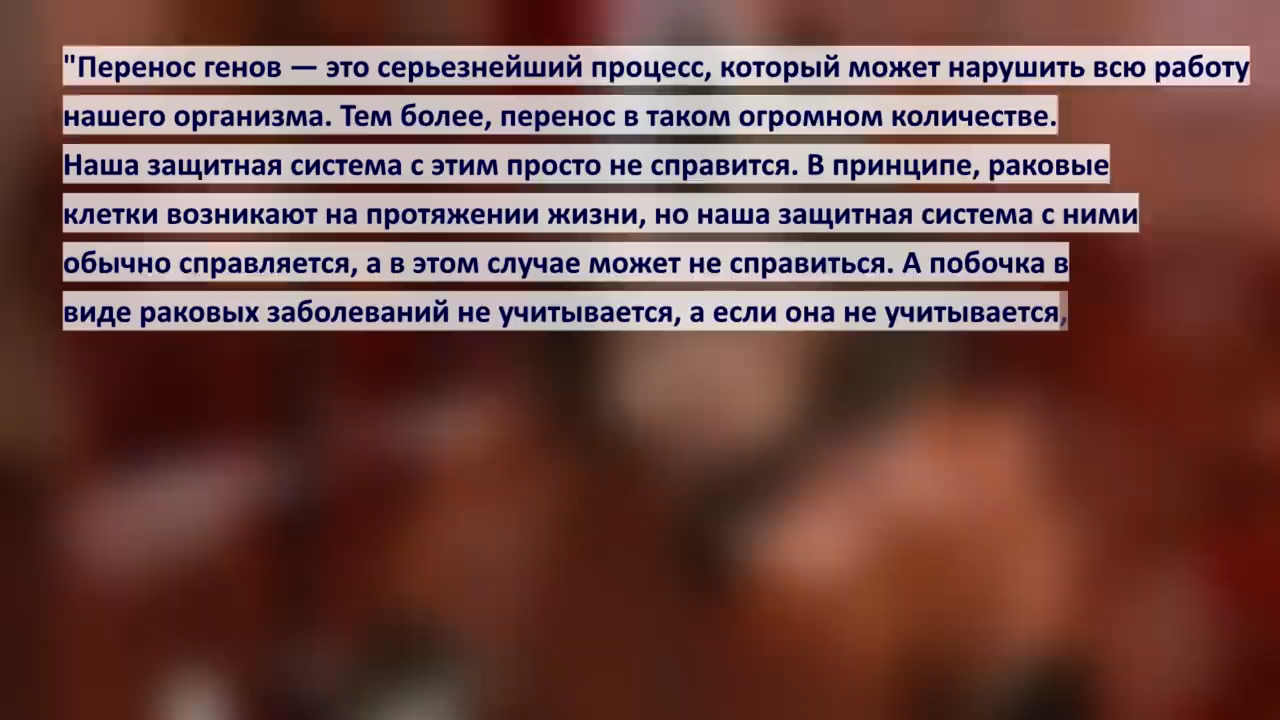 "Перенос генов — это серьезнейший процесс, который может нарушить всю работу
нашего организма. Тем более, перенос в таком огромном количестве.
Наша защитная система с этим просто не справится. В принципе, раковые
клетки возникают на протяжении жизни, но наша защитная система с ними
обычно справляется, а в этом случае может не справиться. А побочка в
виде раковых заболеваний не учитывается, а если она не учитывается,